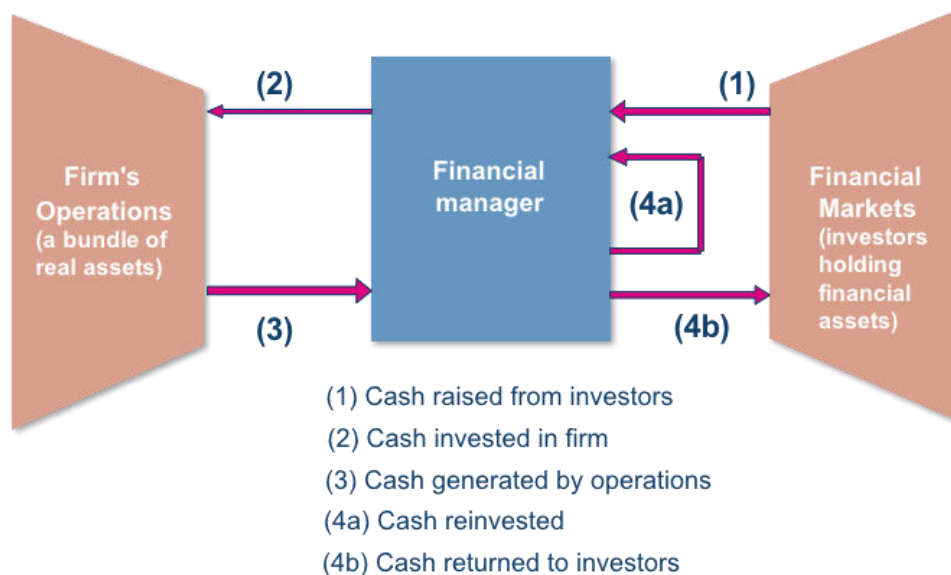 (2)
(1)
Firm's
Operations
(a bundle of
real assets)
Financial
manager
(4a)
Financial
Markets
(investors
holding
financial
assets)
(3)
(4b)
(1) Cash raised from investors
(2) Cash invested in firm
(3) Cash generated by operations
(4a) Cash reinvested
(4b) Cash returned to investors